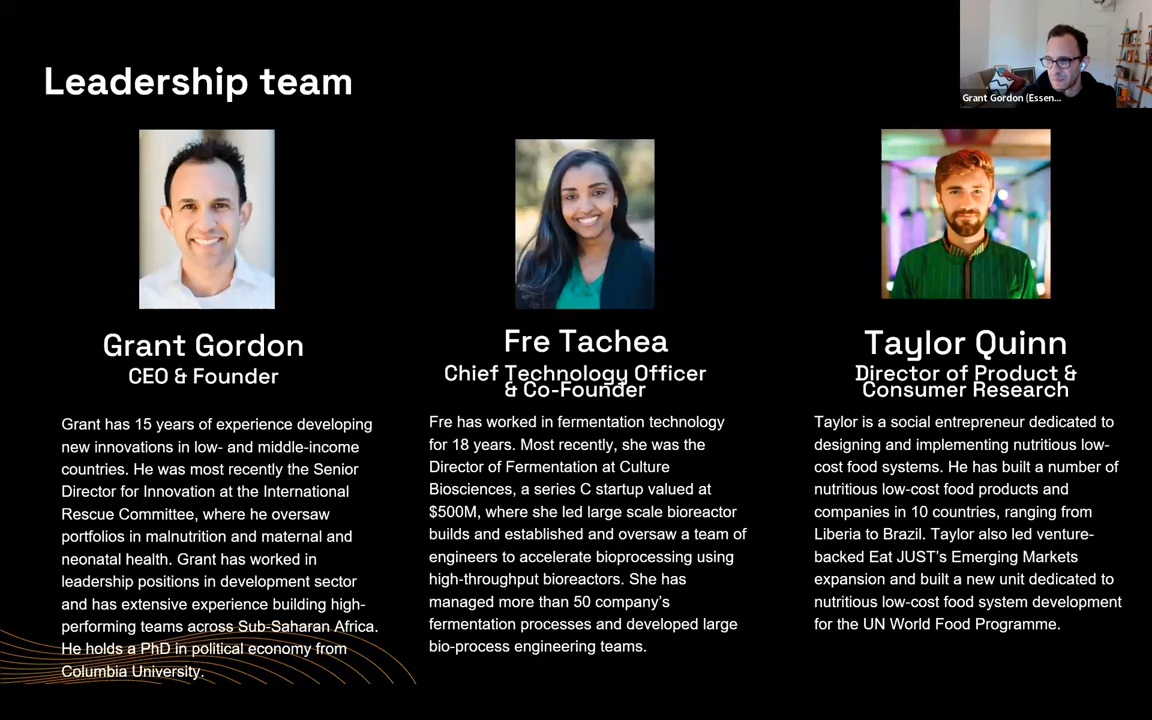 Leadership team
Grant Gordon (Essen...
Grant Gordon
CEO & Founder
Grant has 15 years of experience developing
new innovations in low- and middle-income
countries. He was most recently the Senior
Director for Innovation at the International
Rescue Committee, where he oversaw
portfolios in malnutrition and maternal and
neonatal health. Grant has worked in
leadership positions in development sector
and has extensive experience building high-
performing teams across Sub-Saharan Africa.
He holds a PhD in political economy from
Columbia University.
Fre Tachea
Chief Technology Officer
& Co-Founder
Fre has worked in fermentation technology
for 18 years. Most recently, she was the
Director of Fermentation at Culture
Biosciences, a series C startup valued at
$500M, where she led large scale bioreactor
builds and established and oversaw a team of
engineers to accelerate bioprocessing using
high-throughput bioreactors. She has
managed more than 50 company's
fermentation processes and developed large
bio-process engineering teams.
Taylor Quinn
Director of Product &
Consumer Research
Taylor is a social entrepreneur dedicated to
designing and implementing nutritious low-
cost food systems. He has built a number of
nutritious low-cost food products and
companies in 10 countries, ranging from
Liberia to Brazil. Taylor also led venture-
backed Eat JUST's Emerging Markets
expansion and built a new unit dedicated to
nutritious low-cost food system development
for the UN World Food Programme.